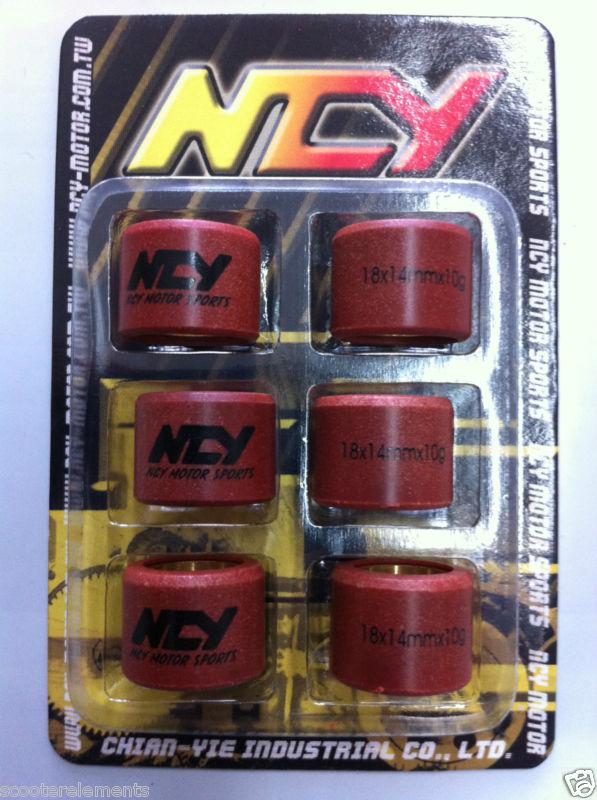 NCY
NCY
NCY MOTOR SPORTS
18x14mmx10g
NCY
NCY MOTOR SPORTS
18x14mmx10g
NCY
NCY MOTOR SPORTS
18x14mmx10g
WWW.NCY-MOTOR.COM.TW
MOTOR SPORTS NCY MOTOR SPORTS NCY MOTOR SPORTS NCY MOTOR
CHIAN-YIE INDUSTRIAL CO., LTD.
scooterelements